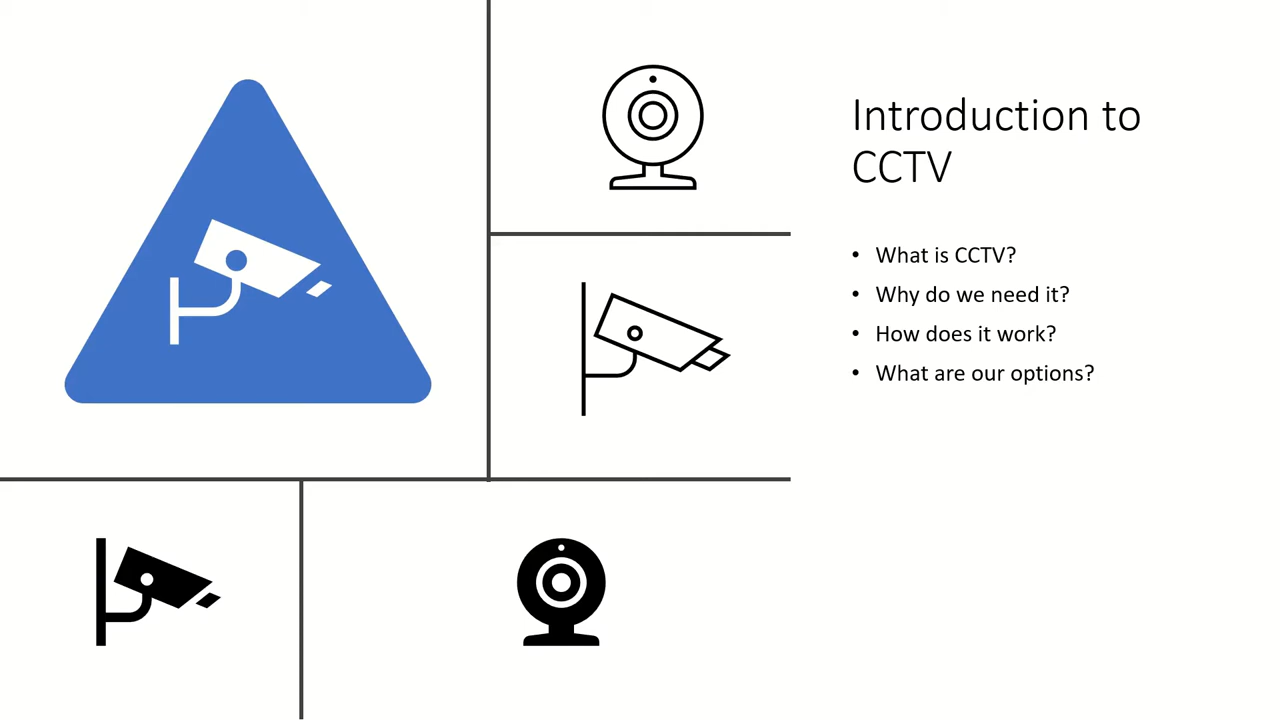 Introduction to
CCTV
• What is CCTV?
• Why do we need it?
• How does it work?
• What are our options?